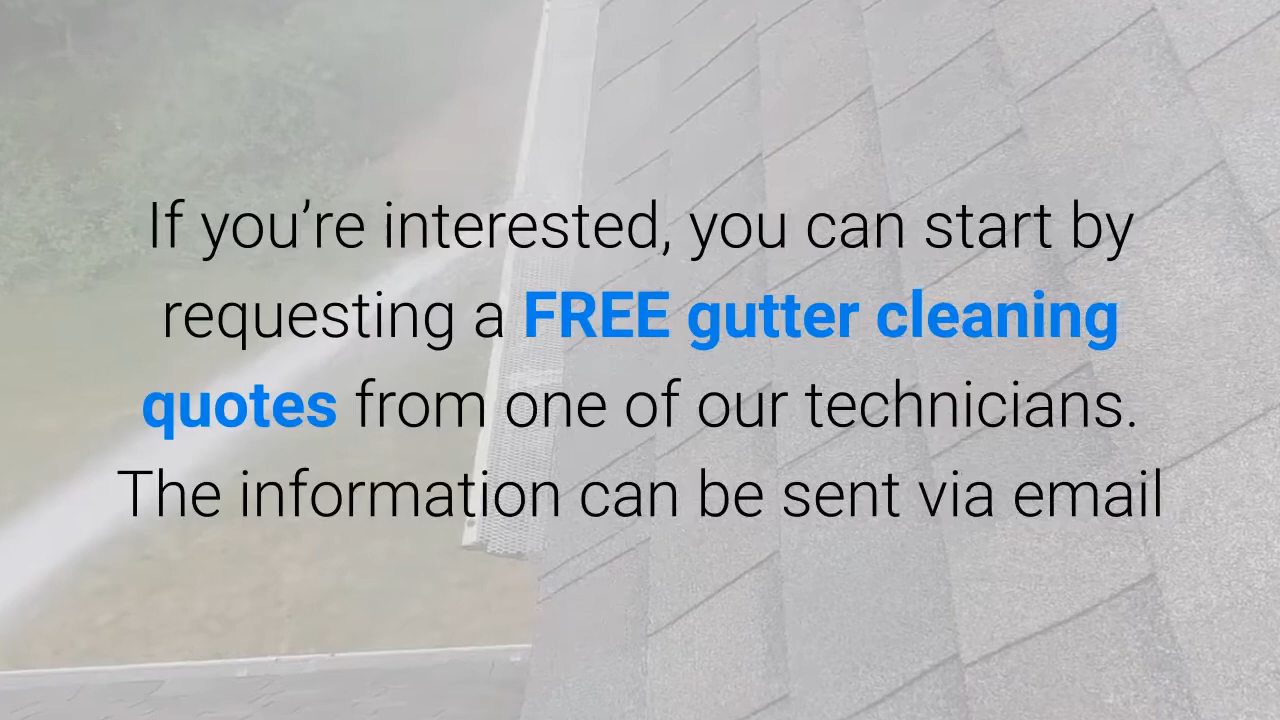 If you’re interested, you can start by
requesting a FREE gutter cleaning
quotes from one of our technicians.
The information can be sent via email